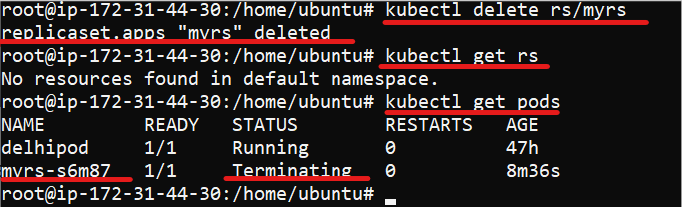 root@ip-172-31-44-30:/home/ubuntu# kubectl delete rs/myrs
replicaset.apps "myrs" deleted
root@ip-172-31-44-30:/home/ubuntu# kubectl get rs
No resources found in default namespace.
root@ip-172-31-44-30:/home/ubuntu# kubectl get pods
NAME READY STATUS RESTARTS AGE
delhipod 1/1 Running 0 47h
myrs-s6m87 1/1 Terminating 0 8m36s
root@ip-172-31-44-30:/home/ubuntu#